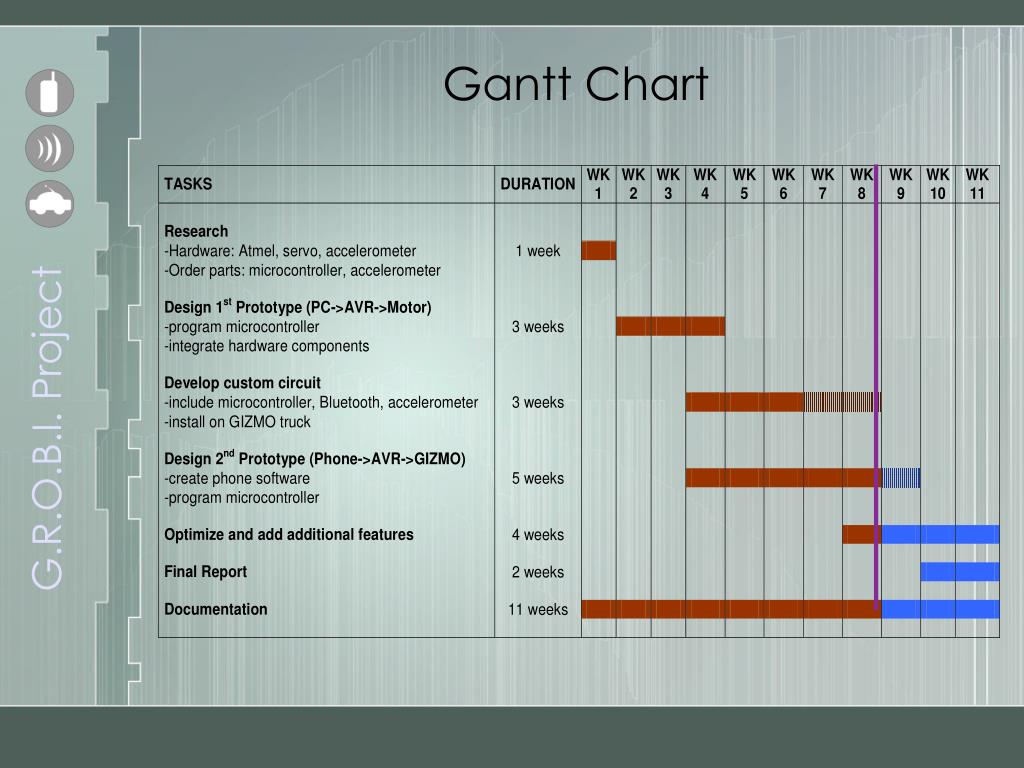 Gantt Chart
G.R.O.B.I. Project
TASKS DURATION WK 1 WK 2 WK 3 WK 4 WK 5 WK 6 WK 7 WK 8 WK 9 WK 10 WK 11
Research
-Hardware: Atmel, servo, accelerometer 1 week
-Order parts: microcontroller, accelerometer
Design 1st Prototype (PC->AVR->Motor)
-program microcontroller 3 weeks
-integrate hardware components
Develop custom circuit
-include microcontroller, Bluetooth, accelerometer 3 weeks
-install on GIZMO truck
Design 2nd Prototype (Phone->AVR->GIZMO)
-create phone software 5 weeks
-program microcontroller
Optimize and add additional features 4 weeks
Final Report 2 weeks
Documentation 11 weeks